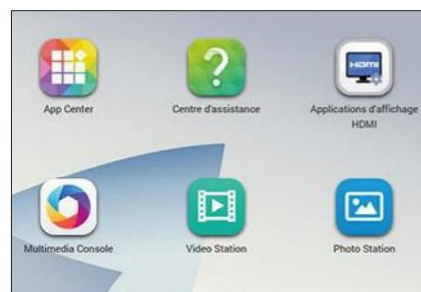 HDMI
App Center
Centre d'assistance
Applications d'affichage
HDMI
Multimedia Console
Video Station
Photo Station